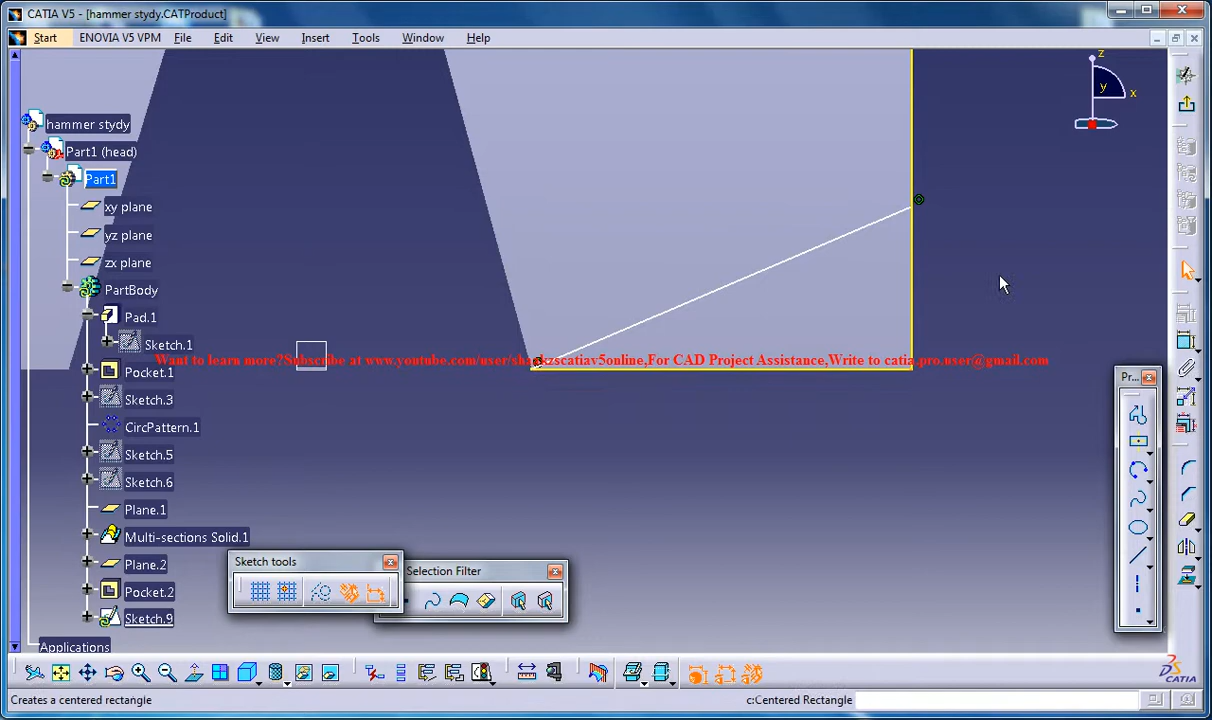 CATIA V5 - [hammer stydy.CATProduct]
Start ENOVIA V5 VPM File Edit View Insert Tools Window Help
z
y
x
hammer stydy
Part1 (head)
Part1
xy plane
yz plane
zx plane
PartBody
Pad.1
Sketch.1
Want to learn more?Subscribe at www.youtube.com/user/shankzscatiav5online,For CAD Project Assistance,Write to catia.pro.user@gmail.com
Pocket.1
Pr...
Sketch.3
CircPattern.1
Sketch.5
Sketch.6
Plane.1
Multi-sections Solid.1
Plane.2
Sketch tools
Selection Filter
Pocket.2
Sketch.9
Applications
Creates a centered rectangle
c:Centered Rectangle